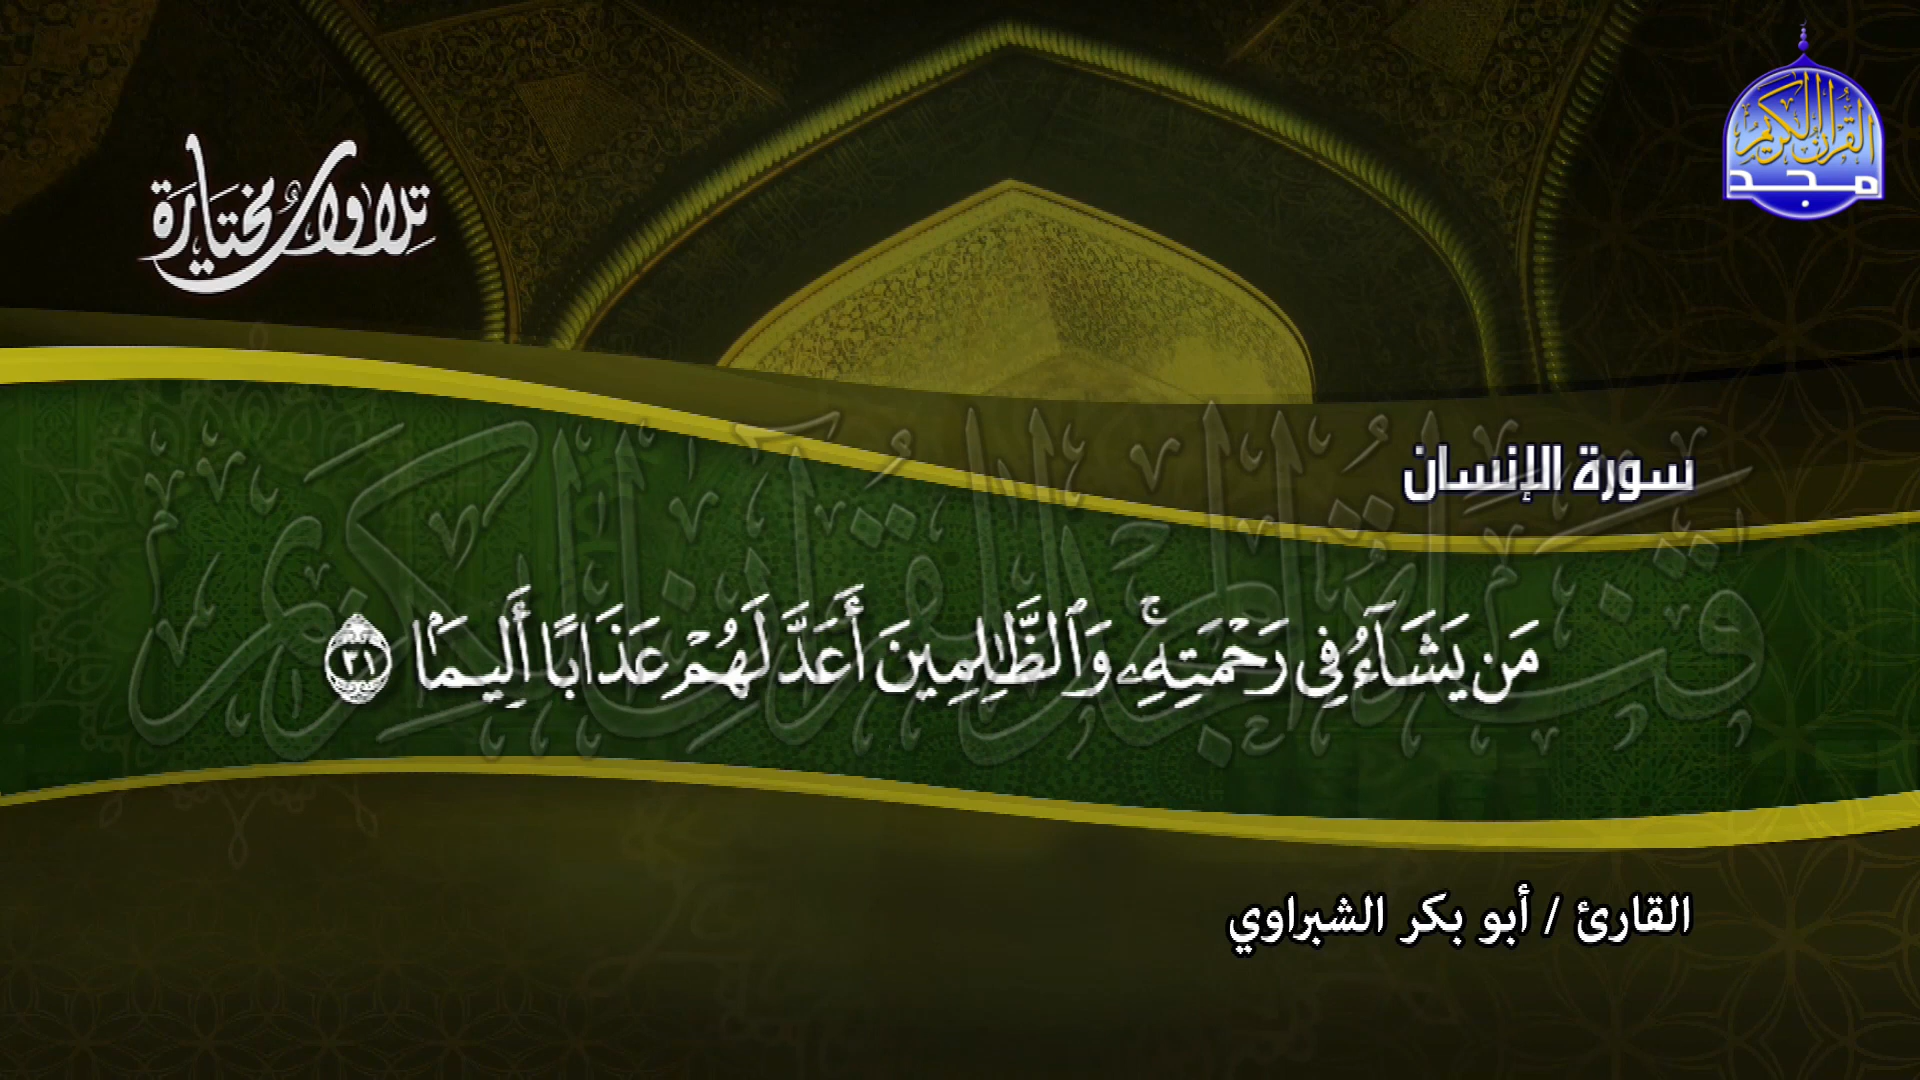 القرآن الكريم
مجد
تلاوات مختارة
سورة الإنسان
مَن يَشَآءُ فِى رَحْمَتِهِۦ ۚ وَٱلظَّٰلِمِينَ أَعَدَّ لَهُمْ عَذَابًا أَلِيمَۢا ٣١
القارئ / أبو بكر الشبراوي